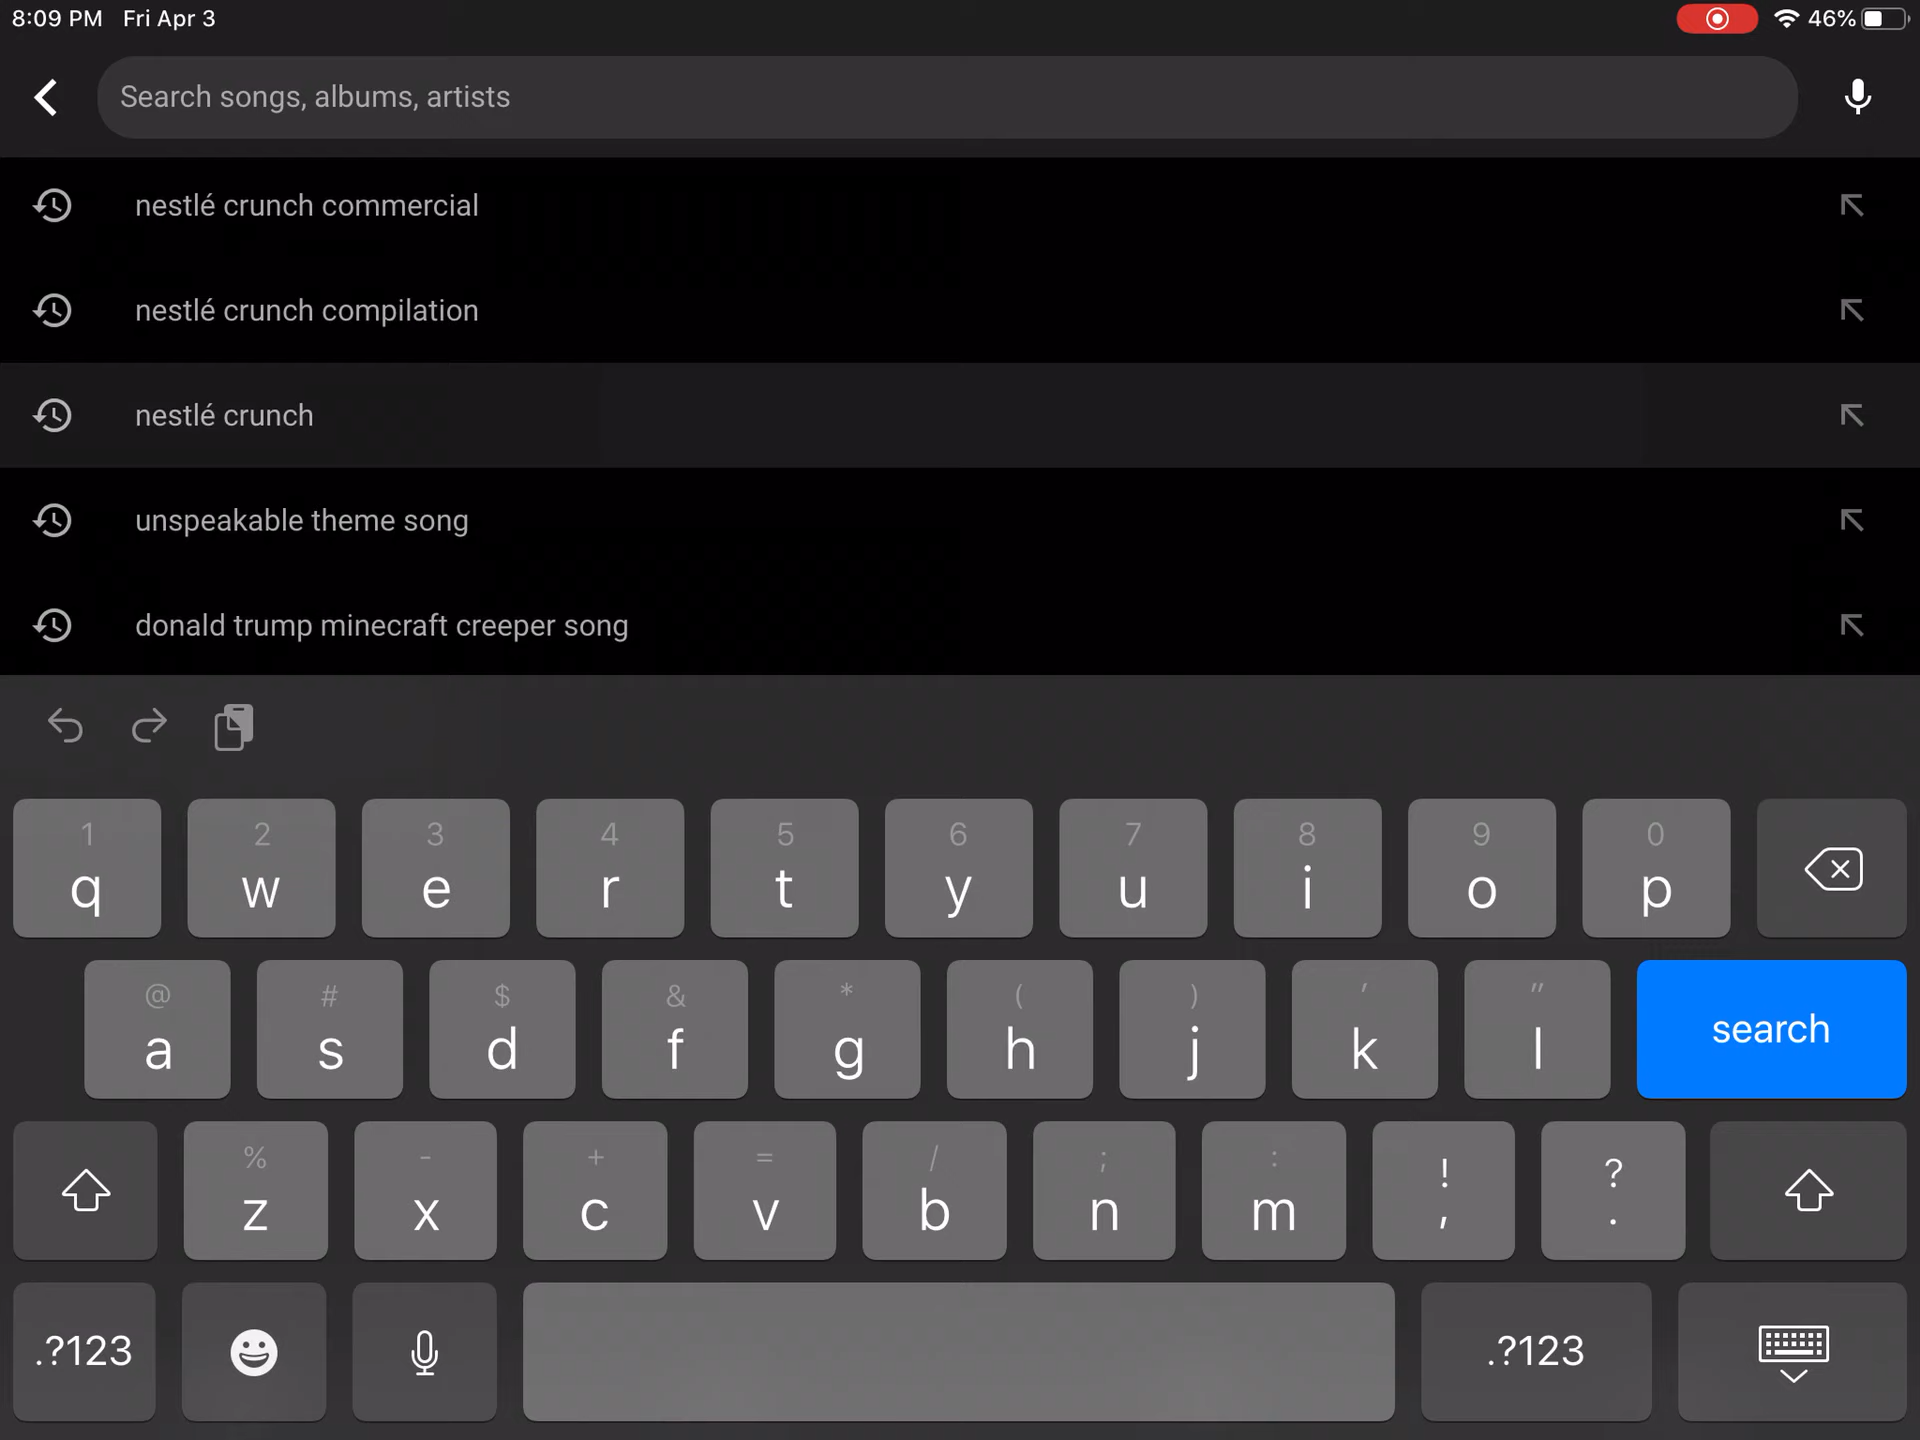 8:09 PM Fri Apr 3 46%
Search songs, albums, artists
nestlé crunch commercial
nestlé crunch compilation
nestlé crunch
unspeakable theme song
donald trump minecraft creeper song
1 2 3 4 5 6 7 8 9 0
q w e r t y u i o p
@ # $ & * ( ) ' "
a s d f g h j k l search
% - + = / ; : ! ?
z x c v b n m , .
.?123 .?123